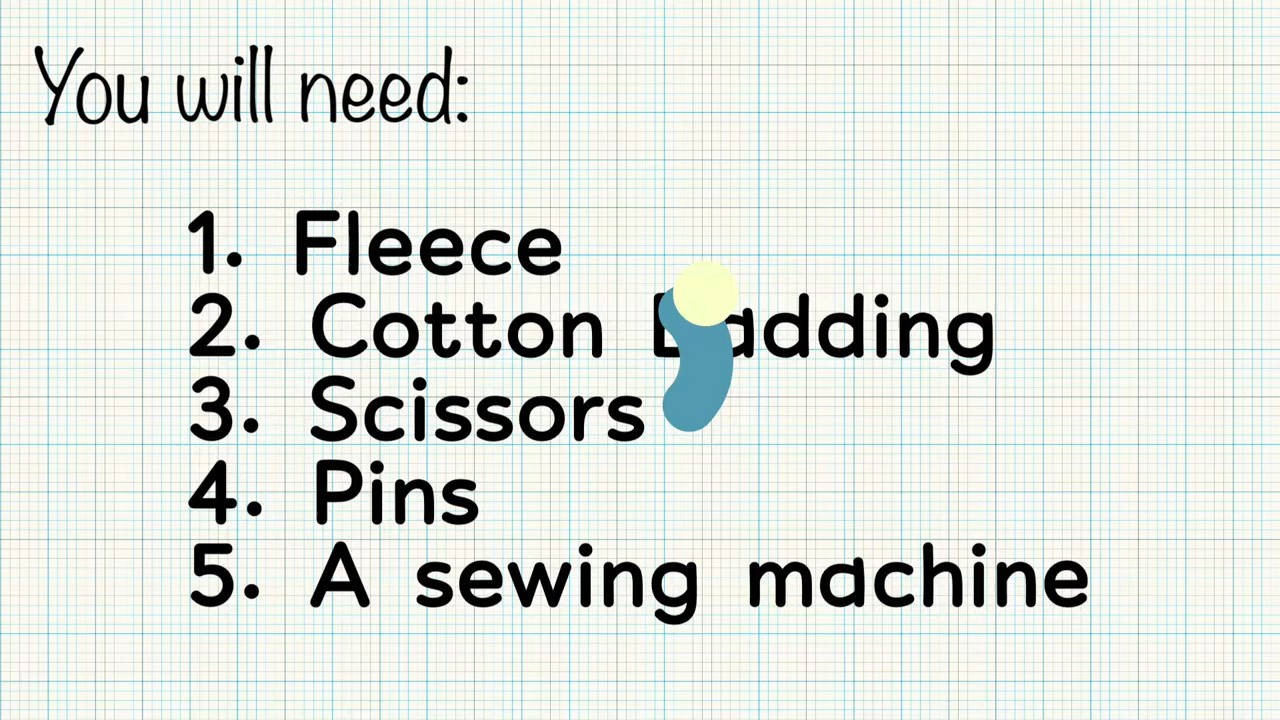 You will need:
1. Fleece
2. Cotton
3. Scissors
4. Pins
5. A sewing machine